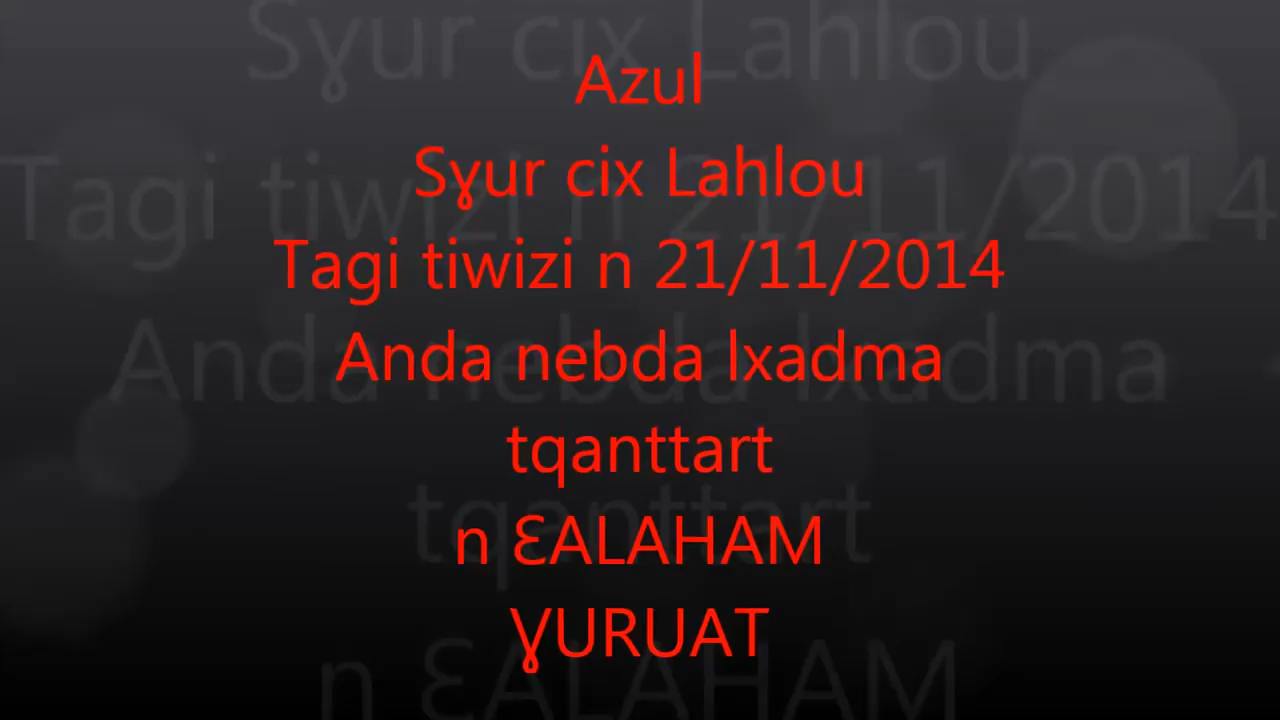 Azul
Sɣur cix Lahlou
Tagi tiwizi n 21/11/2014
Anda nebda lxadma
tqanttart
n ƐALAHAM
ƔURUAT